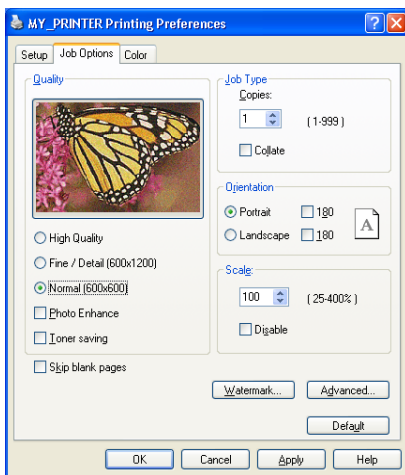 MY_PRINTER Printing Preferences
Setup
Job Options
Color
Quality
High Quality
Fine / Detail (600x1200)
Normal (600x600)
Photo Enhance
Toner saving
Skip blank pages
Job Type
Copies:
1
( 1-999 )
Collate
Orientation
Portrait
180
Landscape
180
A
Scale:
100
( 25-400% )
Disable
Watermark...
Advanced...
Default
OK
Cancel
Apply
Help